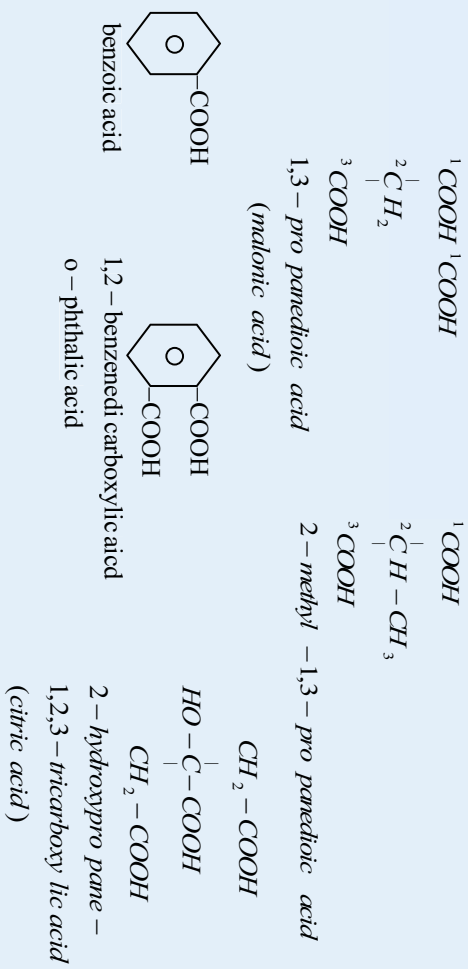 ¹COOH ¹COOH
²CH₂
³COOH
1,3 – pro panedioic acid
(malonic acid)
¹COOH
²CH – CH₃
³COOH
2 – methyl – 1,3 – pro panedioic acid
COOH
benzoic acid
COOH
COOH
1,2 – benzenedi carboxylic aicd
o – phthalic acid
CH₂ – COOH
HO – C – COOH
CH₂ – COOH
2 – hydroxypro pane –
1,2,3 – tricarboxy lic acid
(citric acid)